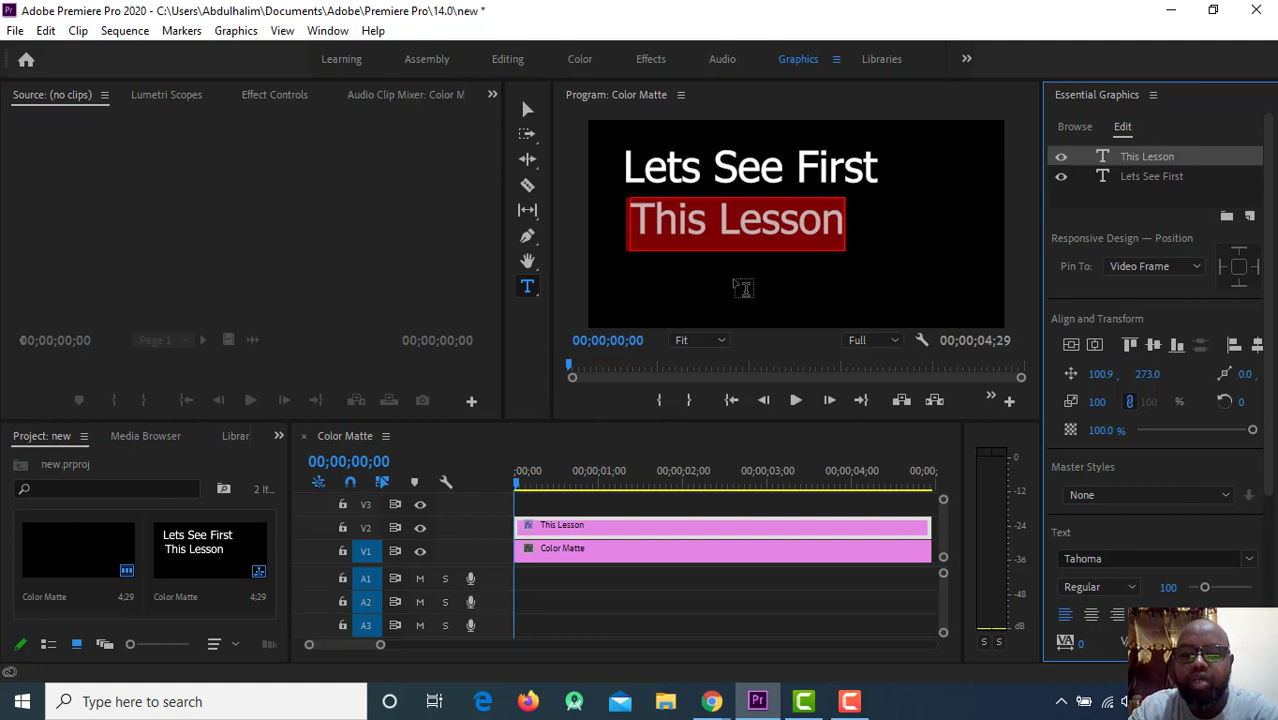 Adobe Premiere Pro 2020 - C:\Users\Abdulhalim\Documents\Adobe\Premiere Pro\14.0\new *
File Edit Clip Sequence Markers Graphics View Window Help
Learning Assembly Editing Color Effects Audio Graphics Libraries
Source: (no clips) Lumetri Scopes Effect Controls Audio Clip Mixer: Color M
Program: Color Matte
Essential Graphics
Browse Edit
This Lesson
Lets See First
Lets See First
This Lesson
Responsive Design — Position
Pin To: Video Frame
Align and Transform
100.9 , 273.0 0.0 ,
100 100 % 0
100.0 %
Master Styles
None
Text
Tahoma
Regular 100
VA 0
00;00;00;00 Page 1 00;00;00;00
00;00;00;00 Fit Full 00;00;04;29
Project: new Media Browser Librar
new.prproj
2 It...
Lets See First
This Lesson
Color Matte 4;29 Color Matte 4;29
Color Matte
00;00;00;00
;00;00 00;00;01;00 00;00;02;00 00;00;03;00 00;00;04;00 00;00;
V3
V2 This Lesson
V1 Color Matte
A1 M S
A2 M S
A3 M S
0
-12
-24
-36
-48
dB
S S
Type here to search